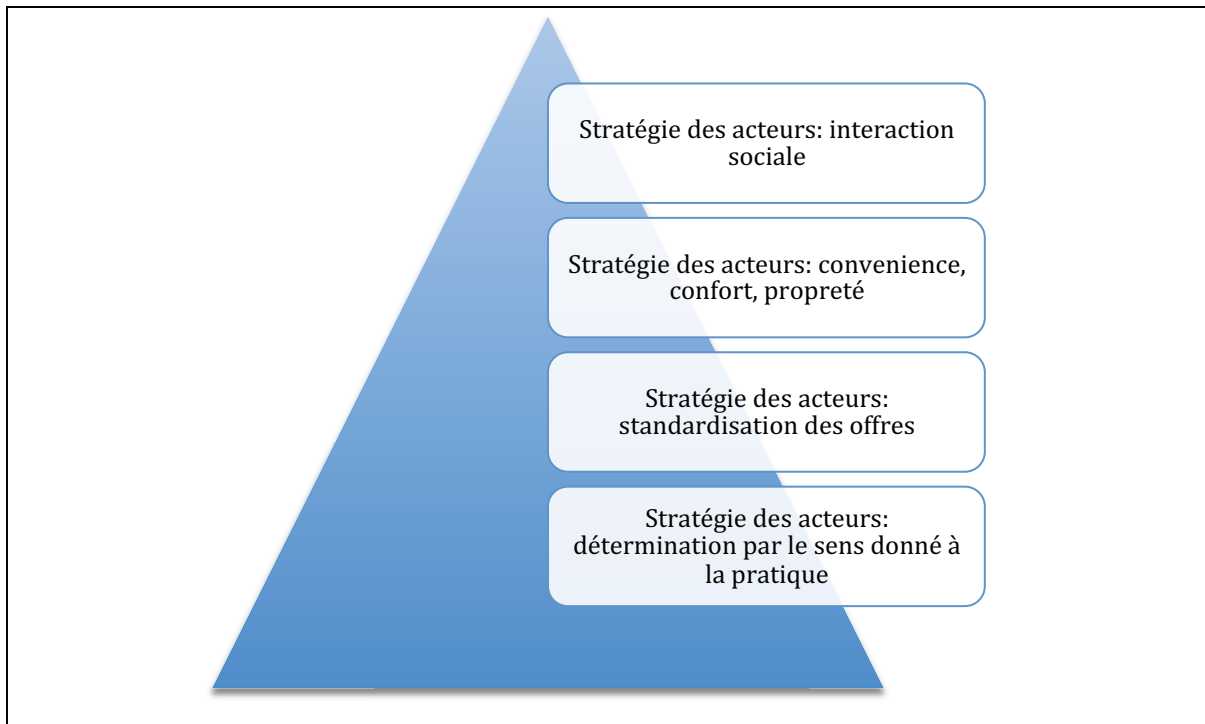 Stratégie des acteurs: interaction
sociale
Stratégie des acteurs: convenience,
confort, propreté
Stratégie des acteurs:
standardisation des offres
Stratégie des acteurs:
détermination par le sens donné à
la pratique